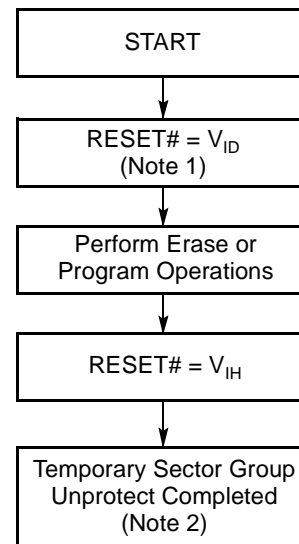 START
RESET# = V_ID
(Note 1)
Perform Erase or
Program Operations
RESET# = V_IH
Temporary Sector Group
Unprotect Completed
(Note 2)